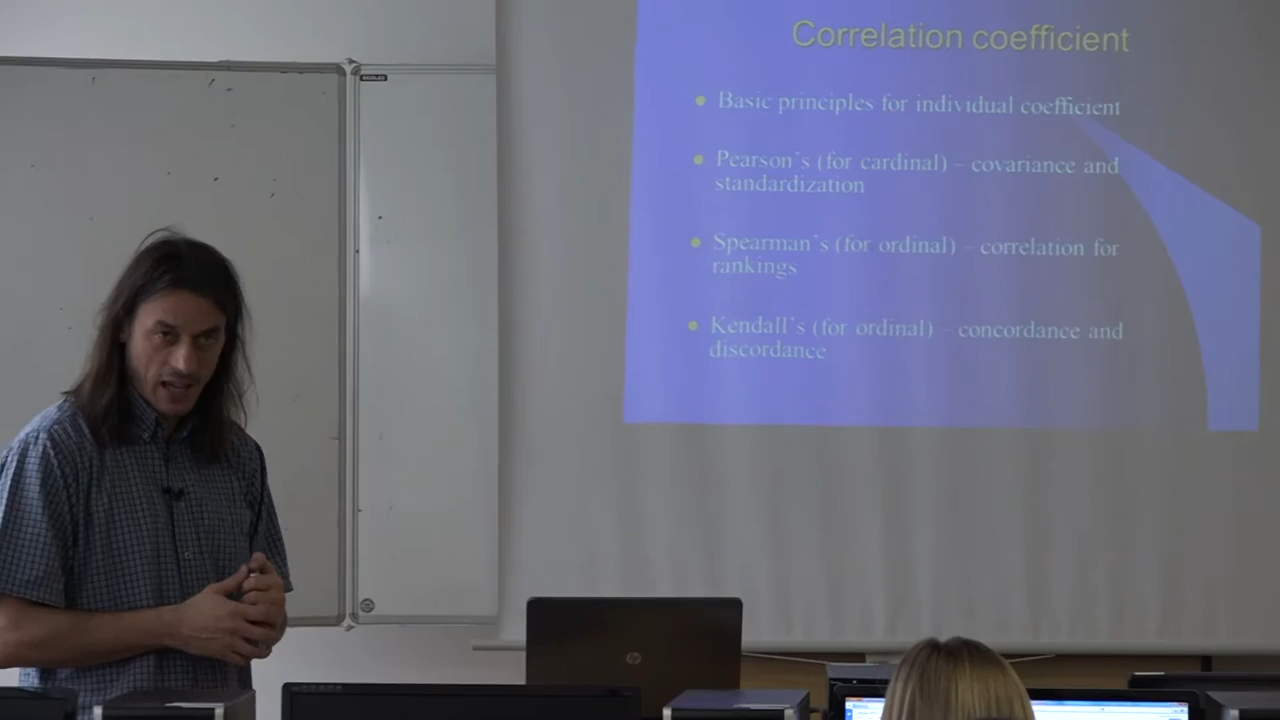 Correlation coefficient
Basic principles for individual coefficient
Pearson´s (for cardinal) – covariance and
standardization
Spearman´s (for ordinal) – correlation for
rankings
Kendall´s (for ordinal) – concordance and
discordance
hp